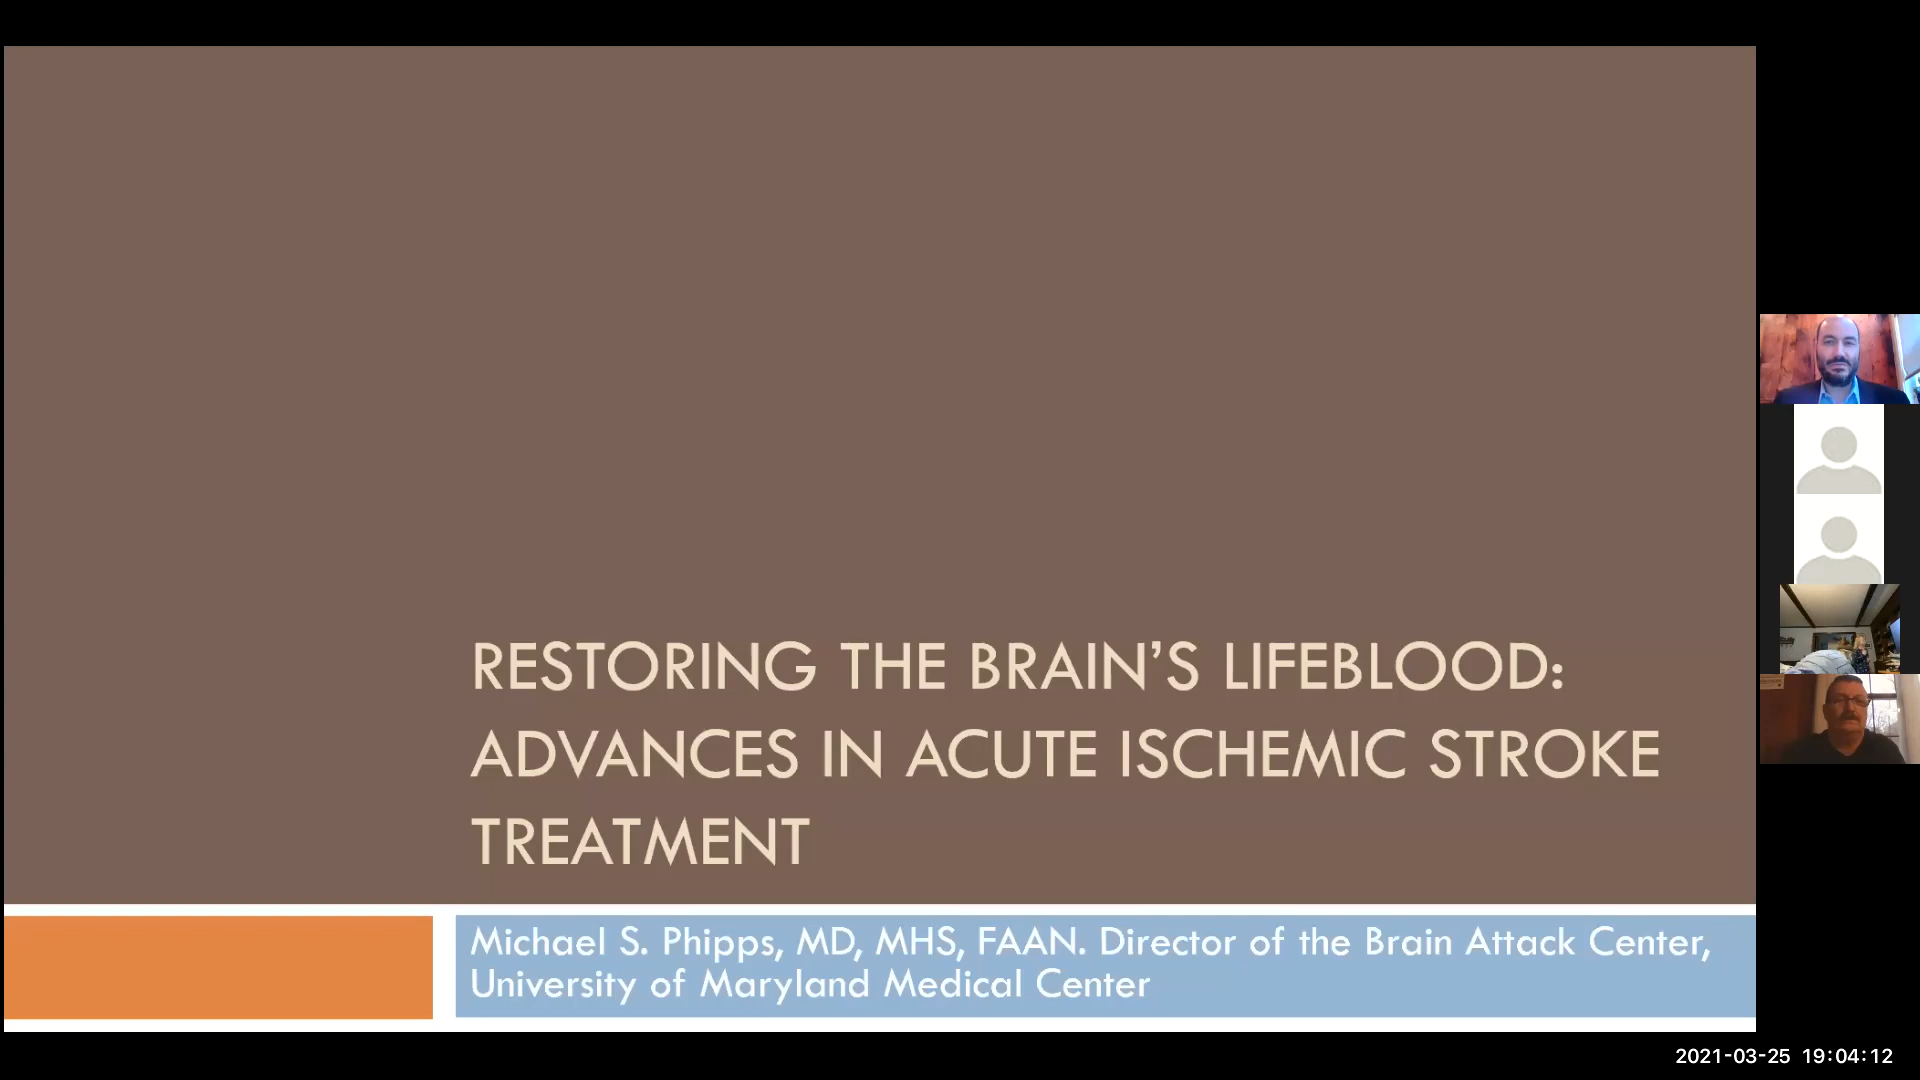 RESTORING THE BRAIN’S LIFEBLOOD:
ADVANCES IN ACUTE ISCHEMIC STROKE
TREATMENT
Michael S. Phipps, MD, MHS, FAAN. Director of the Brain Attack Center,
University of Maryland Medical Center
2021-03-25 19:04:12